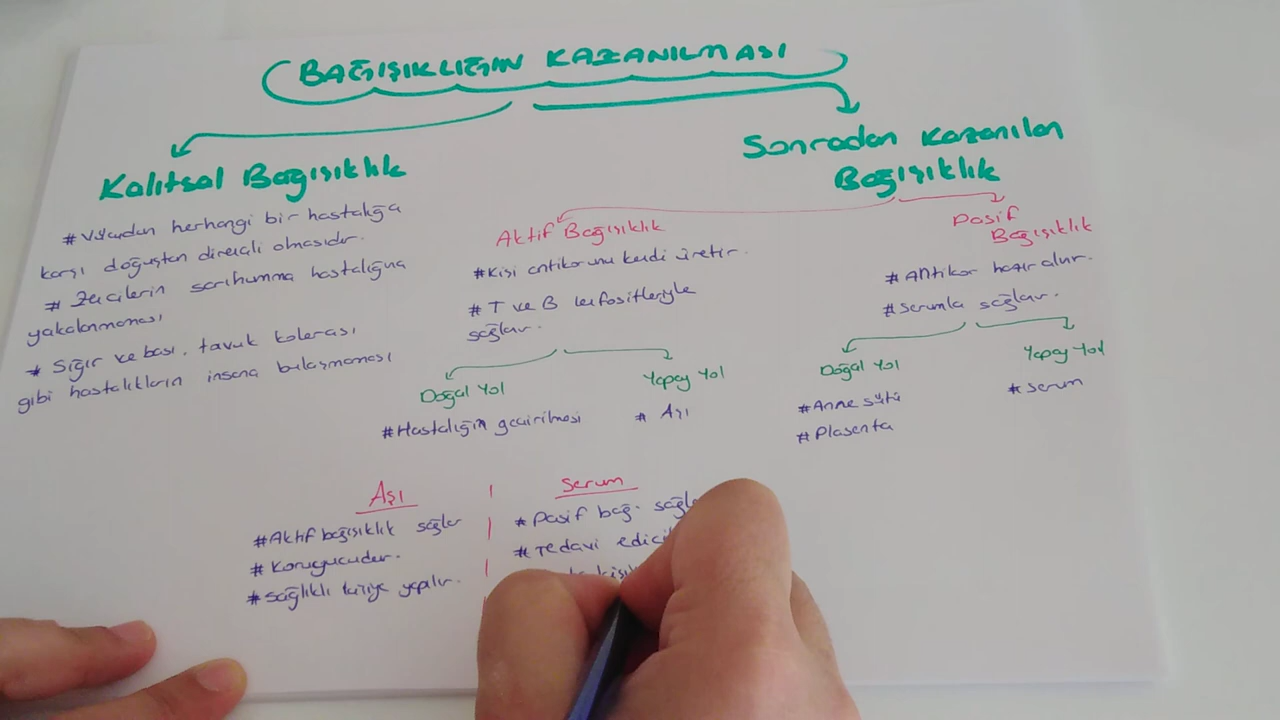 BAĞIŞIKLIĞIN KAZANILMASI
Kalıtsal Bağışıklık
# Vücudun herhangi bir hastalığa
karşı doğuştan dirençli olmasıdır.
# Zencilerin sarıhumma hastalığına
yakalanmaması
* Sığır vebası, tavuk kolerası
gibi hastalıkların insana bulaşmaması
Sonradan Kazanılan
Bağışıklık
Aktif Bağışıklık
# Kişi antikorunu kendi üretir.
# T ve B lenfositleriyle
sağlar.
Doğal Yol
# Hastalığın geçirilmesi
Yapay Yol
# Aşı
Pasif
Bağışıklık
# Antikor hazır alır.
# Serumla sağlar.
Doğal Yol
# Anne sütü
# Plasenta
Yapay Yol
# Serum
Aşı
# Aktif bağışıklık sağlar
# Koruyucudur.
# Sağlıklı kişiye yapılır.
Serum
* Pasif bağ. sağla
# Tedavi edici